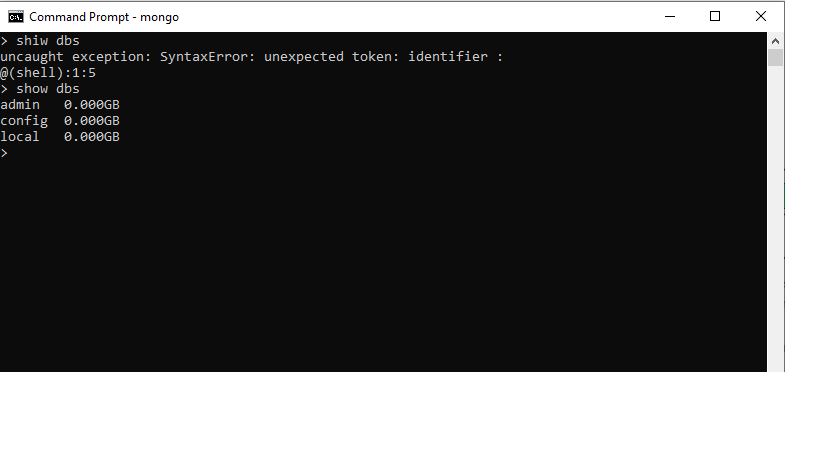 Command Prompt - mongo
> shiw dbs
uncaught exception: SyntaxError: unexpected token: identifier :
@(shell):1:5
> show dbs
admin   0.000GB
config  0.000GB
local   0.000GB
>